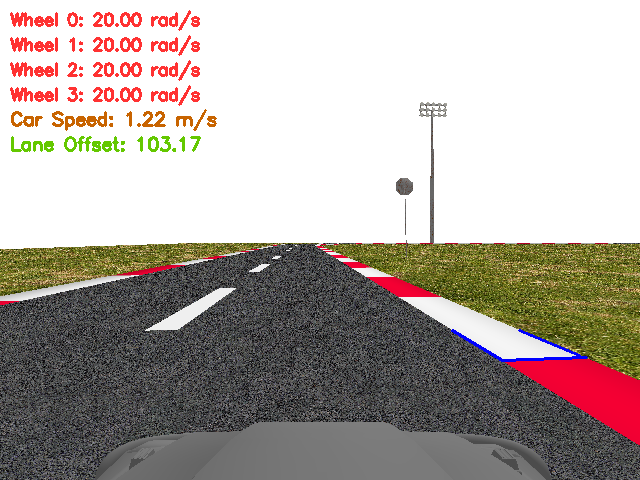 Wheel 0: 20.00 rad/s
Wheel 1: 20.00 rad/s
Wheel 2: 20.00 rad/s
Wheel 3: 20.00 rad/s
Car Speed: 1.22 m/s
Lane Offset: 103.17